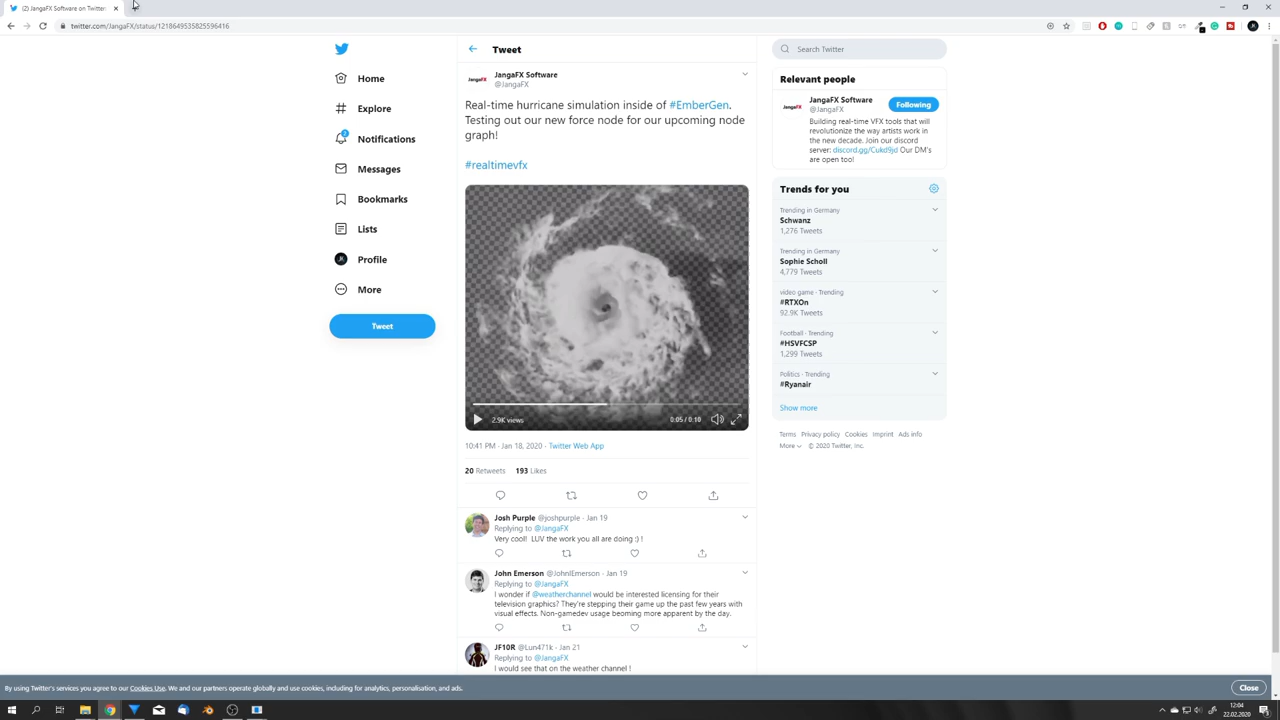 (2) JangaFX Software on Twitter
twitter.com/JangaFX/status/1218649535825596416
Home
Explore
2
Notifications
Messages
Bookmarks
Lists
Profile
More
Tweet
Tweet
JangaFX
JangaFX Software
@JangaFX
Real-time hurricane simulation inside of #EmberGen.
Testing out our new force node for our upcoming node
graph!
#realtimevfx
2.9K views
0:05 / 0:10
10:41 PM · Jan 18, 2020 · Twitter Web App
20 Retweets 193 Likes
Josh Purple @joshpurple · Jan 19
Replying to @JangaFX
Very cool! LUV the work you all are doing :) !
John Emerson @JohnIEmerson · Jan 19
Replying to @JangaFX
I wonder if @weatherchannel would be interested licensing for their
television graphics? They're stepping their game up the past few years with
visual effects. Non-gamedev usage beoming more apparent by the day.
JF10R @Lun471k · Jan 21
Replying to @JangaFX
I would see that on the weather channel !
Search Twitter
Relevant people
JangaFX
JangaFX Software
@JangaFX
Following
Building real-time VFX tools that will
revolutionize the way artists work in
the new decade. Join our discord
server: discord.gg/Cukd9jd Our DM's
are open too!
Trends for you
Trending in Germany
Schwanz
1,276 Tweets
Trending in Germany
Sophie Scholl
4,779 Tweets
video game · Trending
#RTXOn
92.9K Tweets
Football · Trending
#HSVFCSP
1,299 Tweets
Politics · Trending
#Ryanair
Show more
Terms Privacy policy Cookies Imprint Ads info
More © 2020 Twitter, Inc.
By using Twitter's services you agree to our Cookies Use. We and our partners operate globally and use cookies, including for analytics, personalisation, and ads.
Close
12:04
22.02.2020